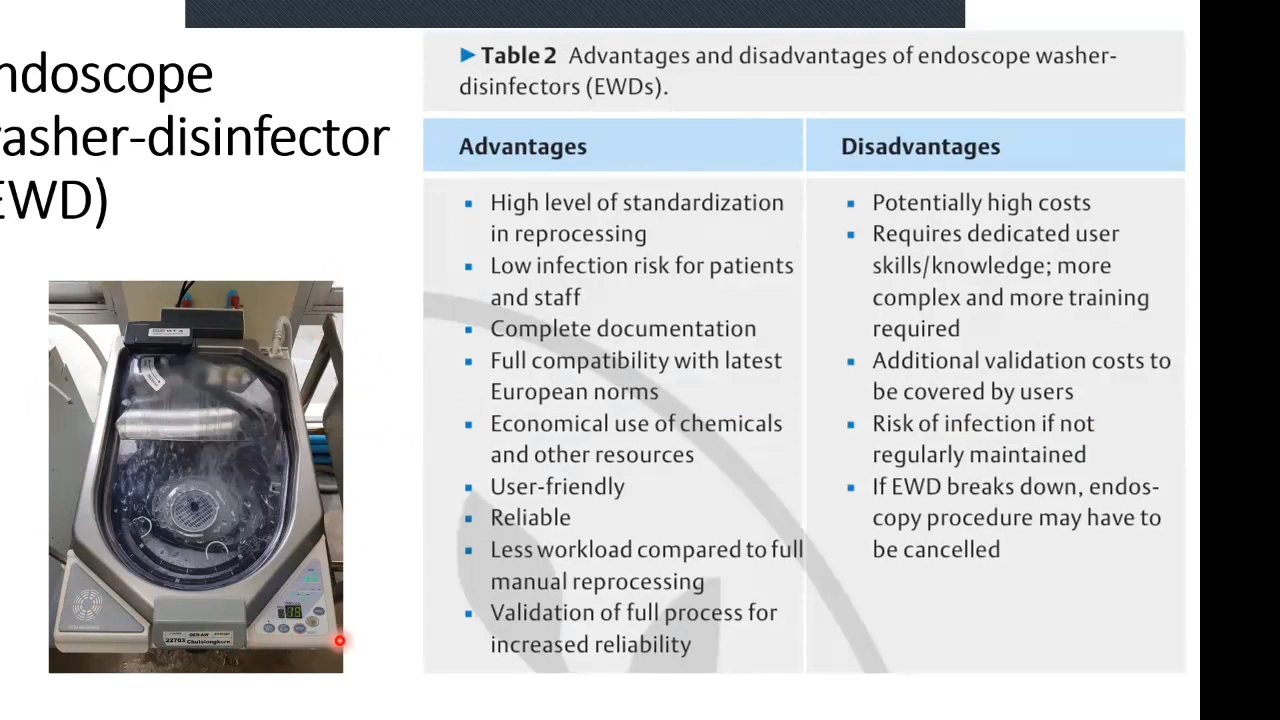 ndoscope
asher-disinfector
EWD)
▶ Table 2 Advantages and disadvantages of endoscope washer-
disinfectors (EWDs).
Advantages
▪ High level of standardization
in reprocessing
▪ Low infection risk for patients
and staff
▪ Complete documentation
▪ Full compatibility with latest
European norms
▪ Economical use of chemicals
and other resources
▪ User-friendly
▪ Reliable
▪ Less workload compared to full
manual reprocessing
▪ Validation of full process for
increased reliability
Disadvantages
▪ Potentially high costs
▪ Requires dedicated user
skills/knowledge; more
complex and more training
required
▪ Additional validation costs to
be covered by users
▪ Risk of infection if not
regularly maintained
▪ If EWD breaks down, endos-
copy procedure may have to
be cancelled
OER-AW
22703 Chulalongkorn